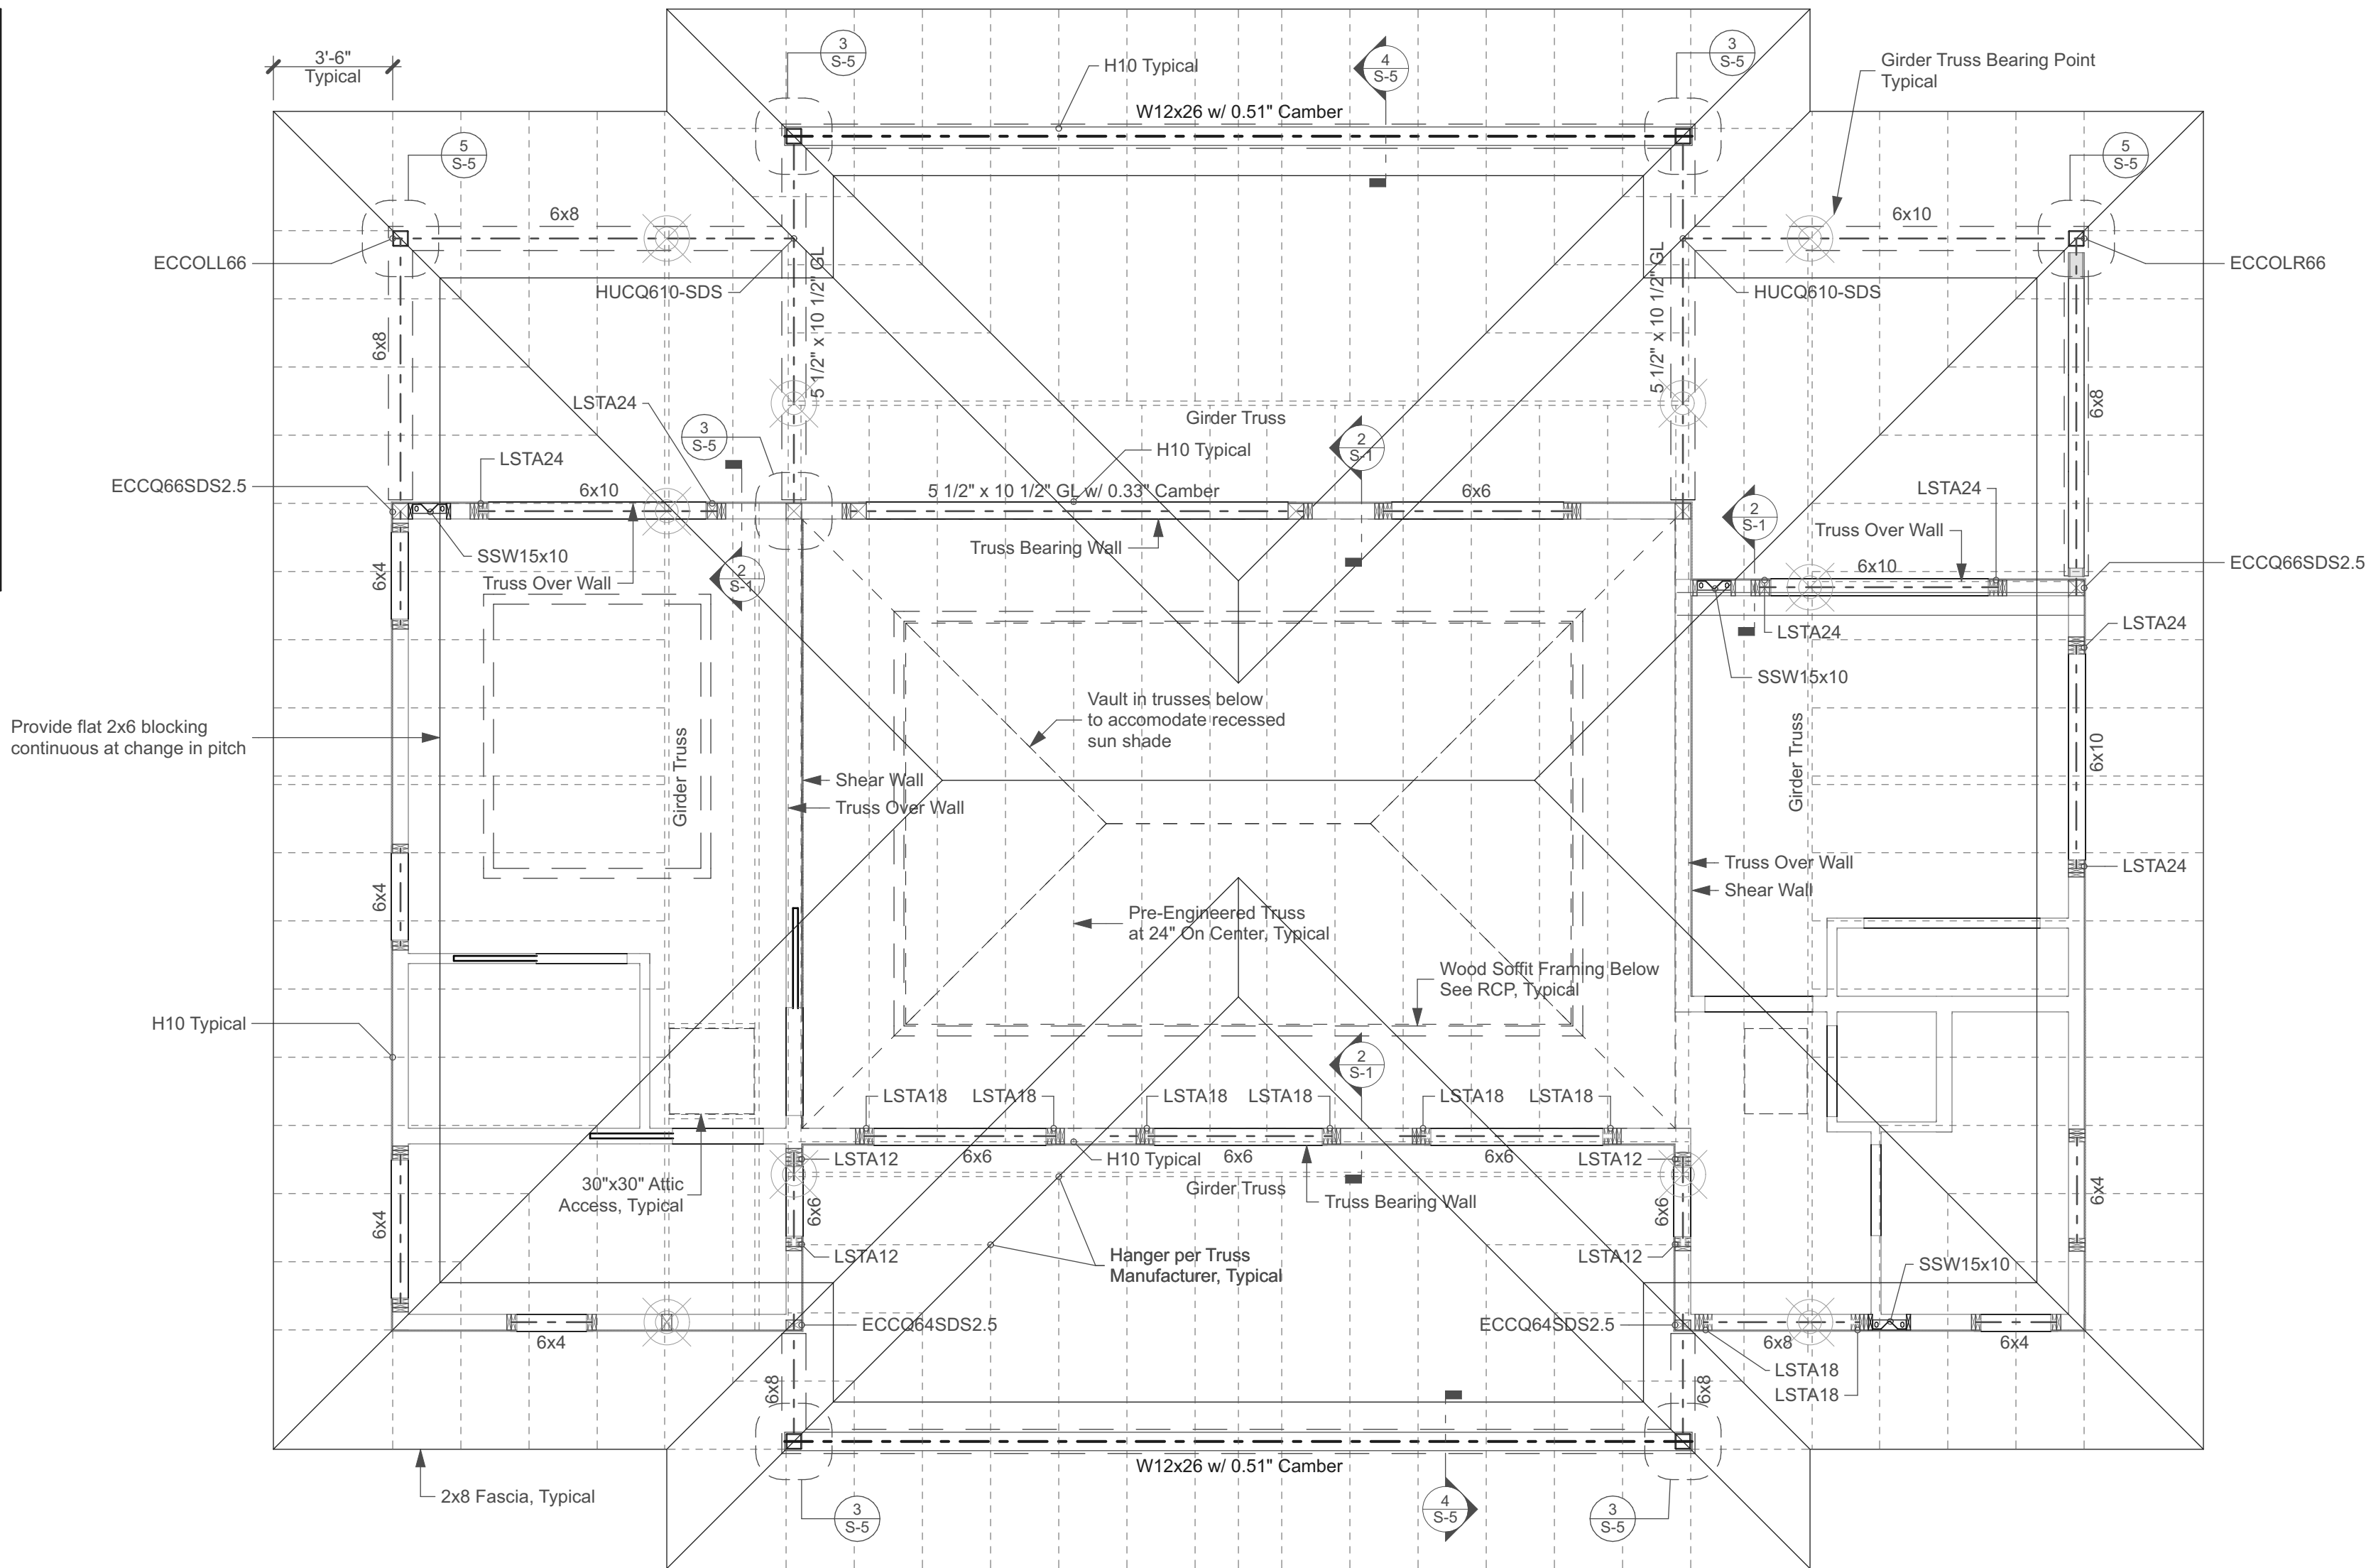 3'-6"
Typical
3
S-5
H10 Typical
4
S-5
3
S-5
Girder Truss Bearing Point
Typical
W12x26 w/ 0.51" Camber
5
S-5
5
S-5
6x8
6x10
ECCOLL66
ECCOLR66
HUCQ610-SDS
HUCQ610-SDS
5 1/2" x 10 1/2" GL
5 1/2" x 10 1/2" GL
6x8
6x8
LSTA24
3
S-5
Girder Truss
2
S-1
H10 Typical
LSTA24
ECCQ66SDS2.5
6x10
5 1/2" x 10 1/2" GL w/ 0.33" Camber
6x6
LSTA24
2
S-1
Truss Over Wall
SSW15x10
Truss Bearing Wall
Truss Over Wall
6x4
2
S-1
6x10
ECCQ66SDS2.5
LSTA24
LSTA24
SSW15x10
Vault in trusses below
to accomodate recessed
sun shade
Provide flat 2x6 blocking
continuous at change in pitch
Girder Truss
Girder Truss
6x10
Shear Wall
Truss Over Wall
Truss Over Wall
Shear Wall
LSTA24
6x4
Pre-Engineered Truss
at 24" On Center, Typical
Wood Soffit Framing Below
See RCP, Typical
H10 Typical
2
S-1
LSTA18
LSTA18
LSTA18
LSTA18
LSTA18
LSTA18
6x6
H10 Typical
6x6
6x6
LSTA12
LSTA12
30"x30" Attic
Access, Typical
Girder Truss
Truss Bearing Wall
6x4
6x6
6x6
6x4
LSTA12
LSTA12
Hanger per Truss
Manufacturer, Typical
SSW15x10
ECCQ64SDS2.5
ECCQ64SDS2.5
6x4
6x8
6x4
LSTA18
LSTA18
6x8
6x8
W12x26 w/ 0.51" Camber
2x8 Fascia, Typical
3
S-5
4
S-5
3
S-5